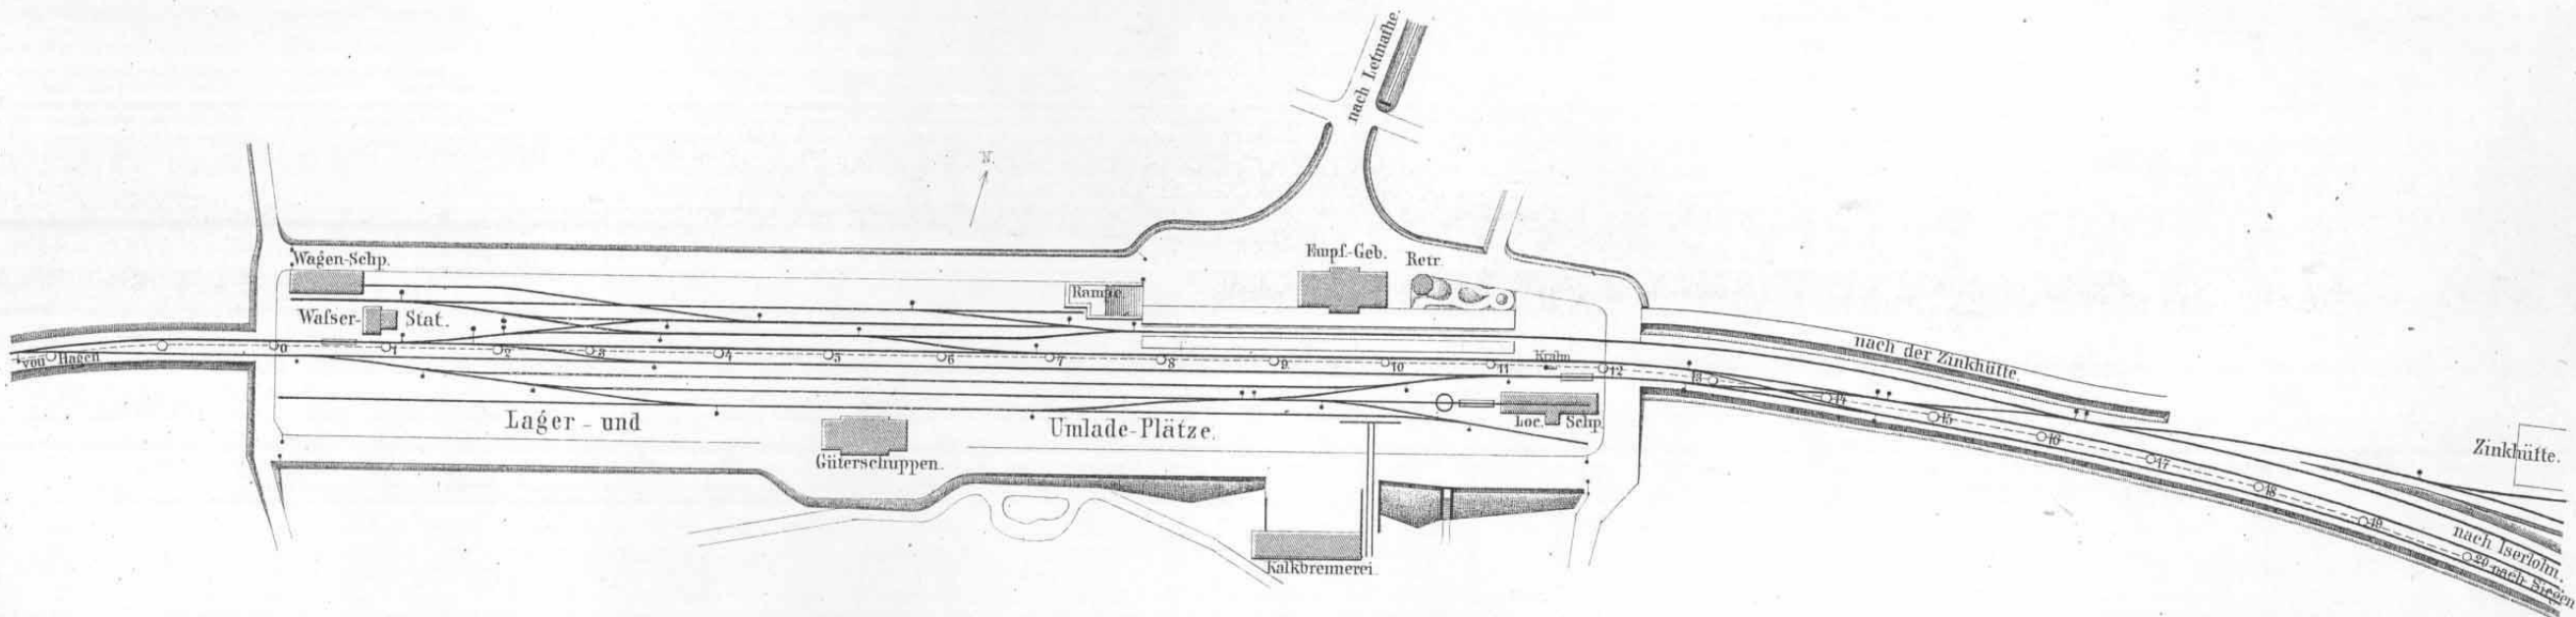 nach Letmathe.
N.
Wagen-Schp.
Empf.-Geb.
Retr.
Rampe
Waſser- Stat.
von Hagen
0 1 2 3 4 5 6 7 8 9 10 11 12 13 14 15 16 17 18 19 20
Krahn
nach der Zinkhütte.
Lager- und Umlade-Plätze.
Loc. Schp.
Güterschuppen.
Zinkhütte.
Kalkbrennerei.
nach Iserlohn.
nach Siegen